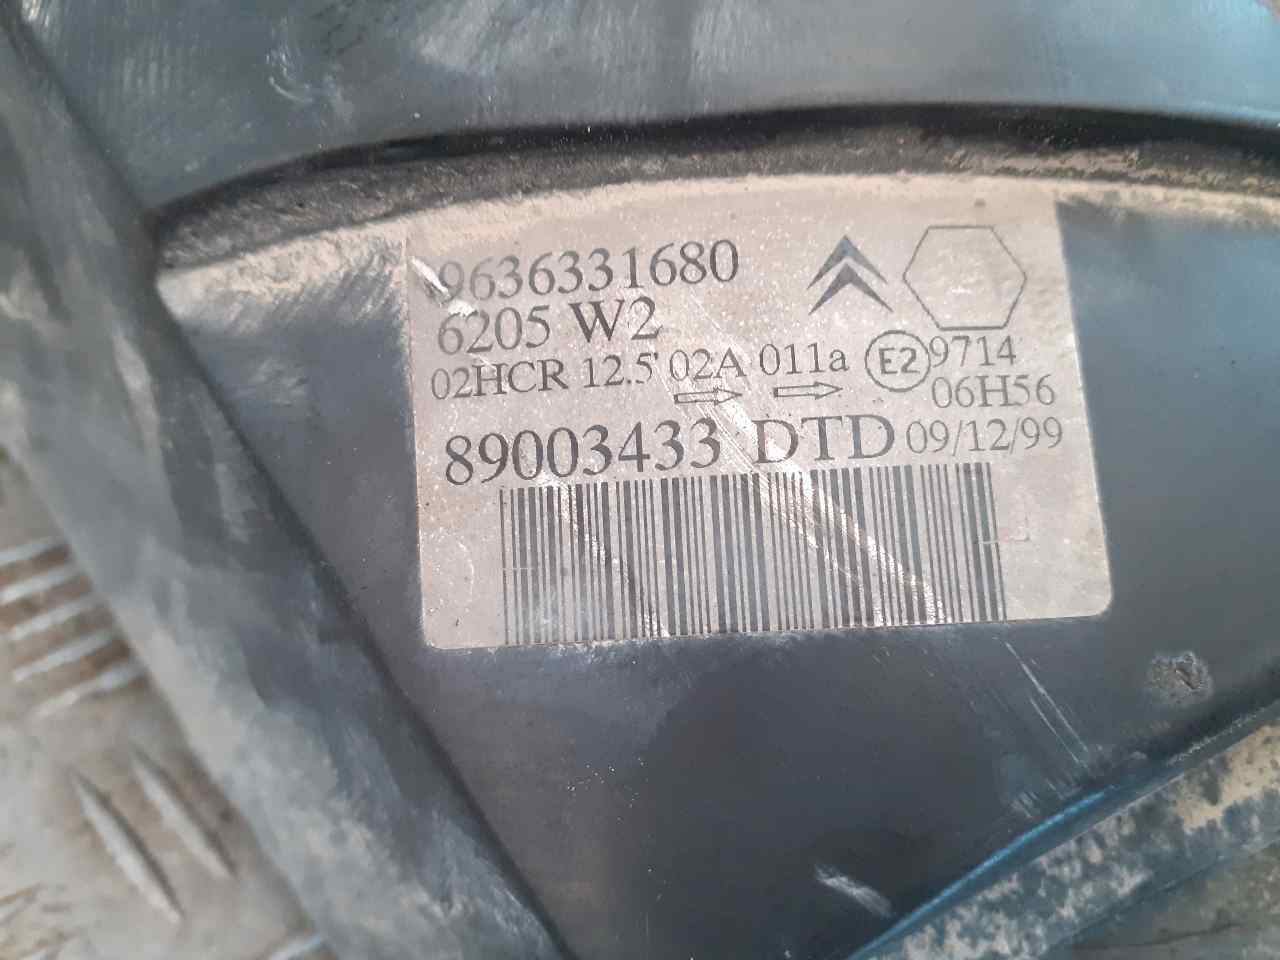 9636331680
6205 W2
02HCR 12.5' 02A 011a E2 9714
06H56
89003433 DTD 09/12/99